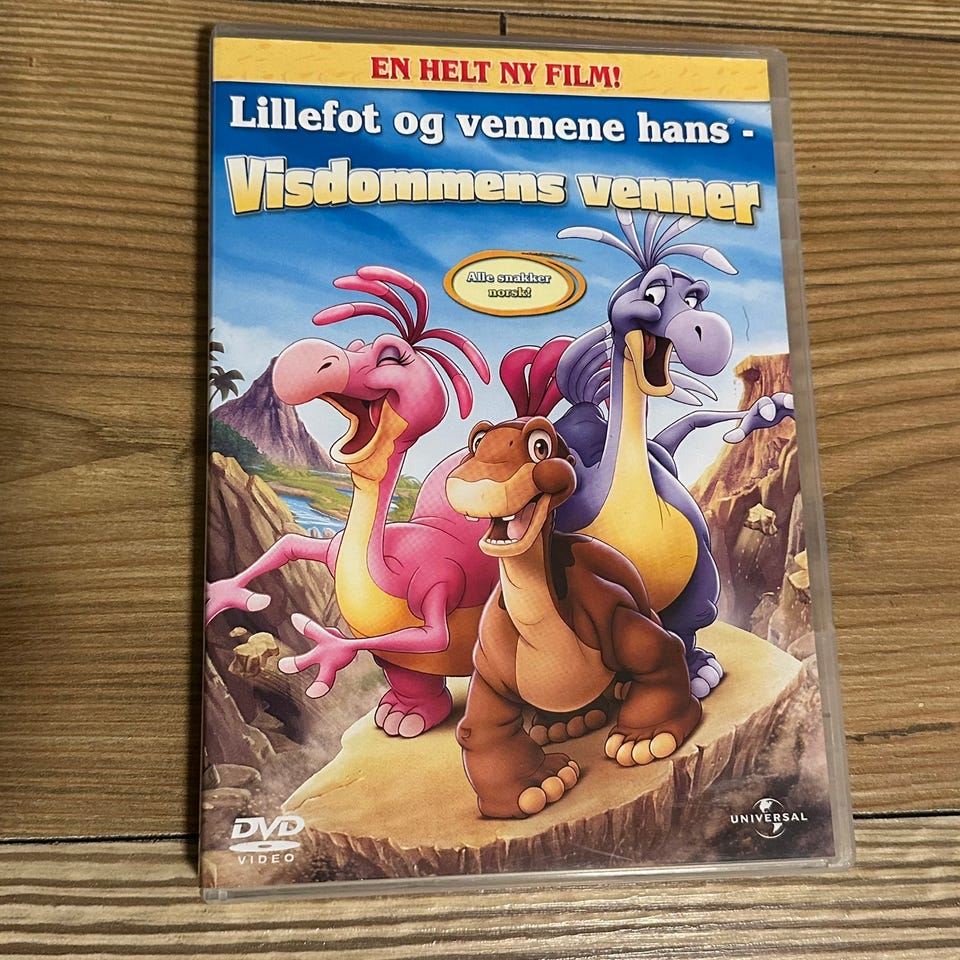 EN HELT NY FILM!
Lillefot og vennene hans® -
Visdommens venner
Alle snakker
norsk!
DVD
VIDEO
UNIVERSAL